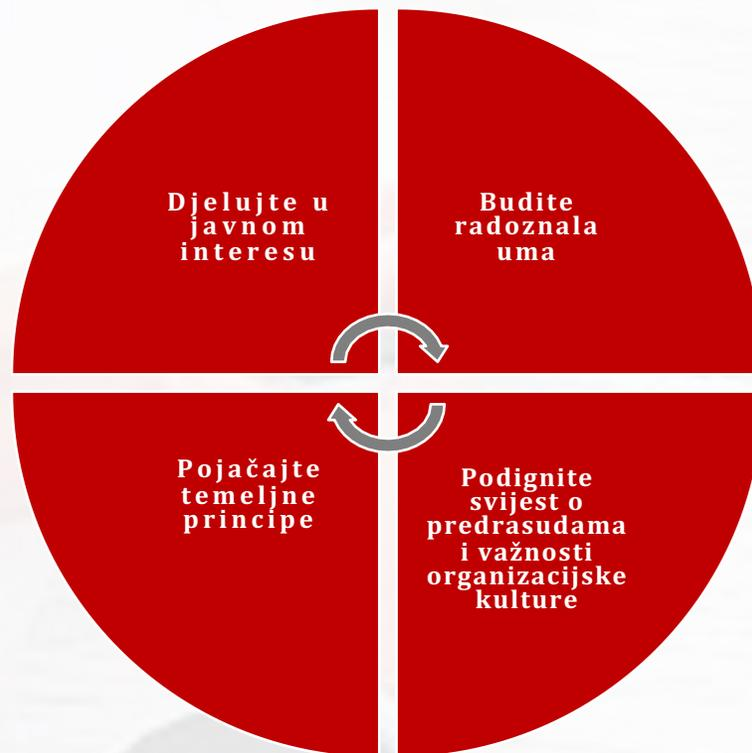 Djelujte u
javnom
interesu
Budite
radoznala
uma
Pojačajte
temeljne
principe
Podignite
svijest o
predrasudama
i važnosti
organizacijske
kulture